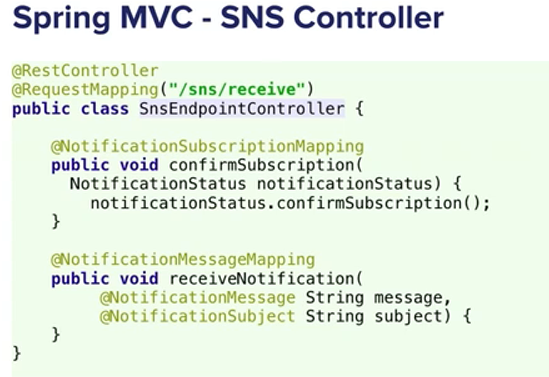 Spring MVC - SNS Controller
@RestController
@RequestMapping("/sns/receive")
public class SnsEndpointController {
@NotificationSubscriptionMapping
public void confirmSubscription(
NotificationStatus notificationStatus) {
notificationStatus.confirmSubscription();
}
@NotificationMessageMapping
public void receiveNotification(
@NotificationMessage String message,
@NotificationSubject String subject) {
}
}